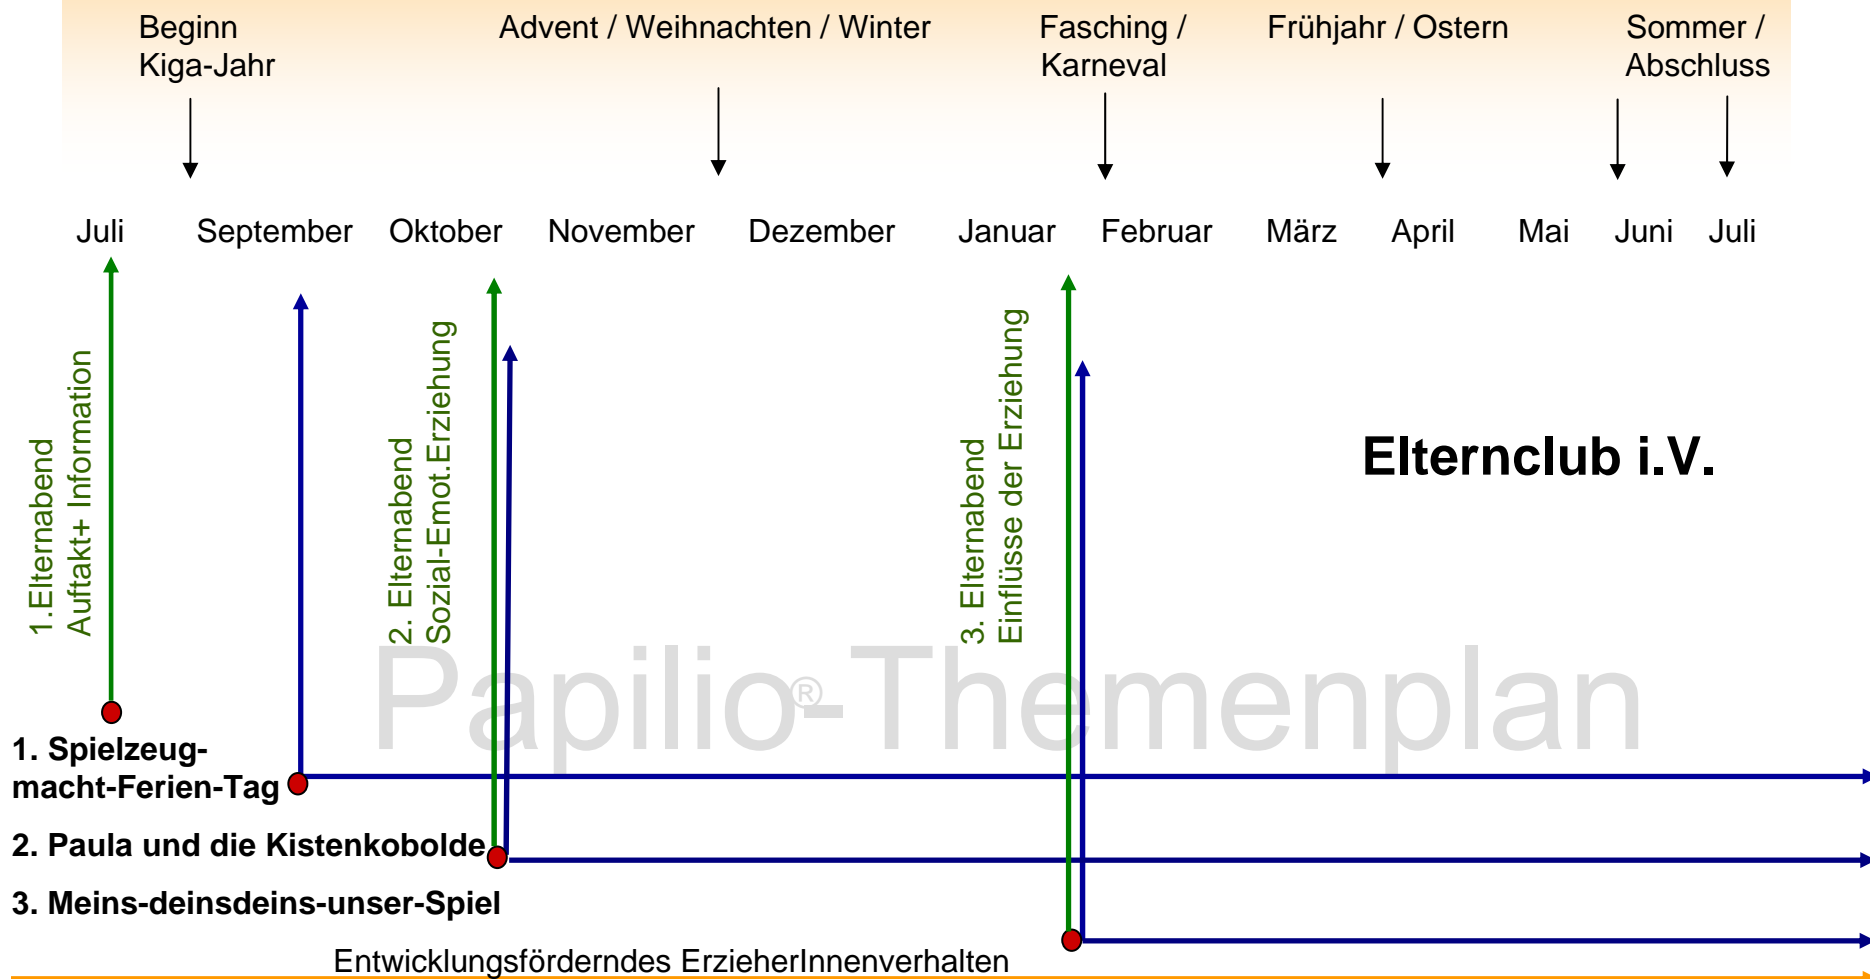 Beginn
Kiga-Jahr
Advent / Weihnachten / Winter
Fasching /
Karneval
Frühjahr / Ostern
Sommer /
Abschluss
Juli September Oktober November Dezember Januar Februar März April Mai Juni Juli
1.Elternabend
Auftakt+ Information
2. Elternabend
Sozial-Emot.Erziehung
3. Elternabend
Einflüsse der Erziehung
Elternclub i.V.
Papilio®-Themenplan
1. Spielzeug-
macht-Ferien-Tag
2. Paula und die Kistenkobolde
3. Meins-deinsdeins-unser-Spiel
Entwicklungsförderndes ErzieherInnenverhalten